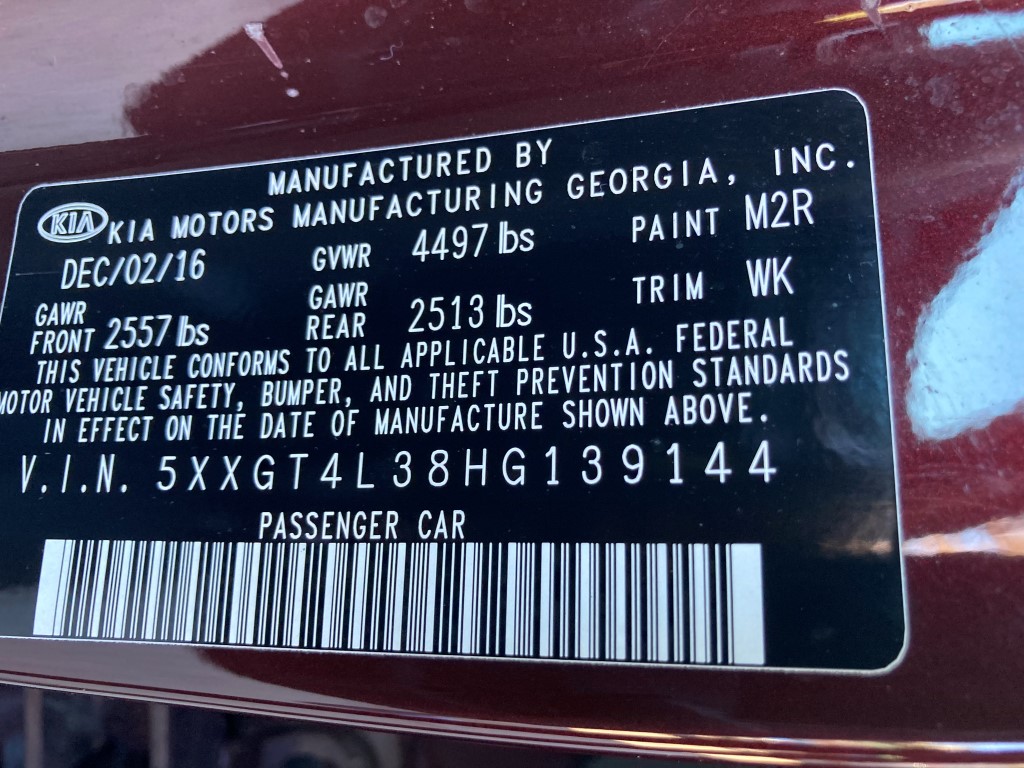 MANUFACTURED BY
KIA KIA MOTORS MANUFACTURING GEORGIA, INC.
DEC/02/16 GVWR 4497 lbs PAINT M2R
GAWR FRONT 2557 lbs GAWR REAR 2513 lbs TRIM WK
THIS VEHICLE CONFORMS TO ALL APPLICABLE U.S.A. FEDERAL
MOTOR VEHICLE SAFETY, BUMPER, AND THEFT PREVENTION STANDARDS
IN EFFECT ON THE DATE OF MANUFACTURE SHOWN ABOVE.
V.I.N. 5XXGT4L38HG139144
PASSENGER CAR